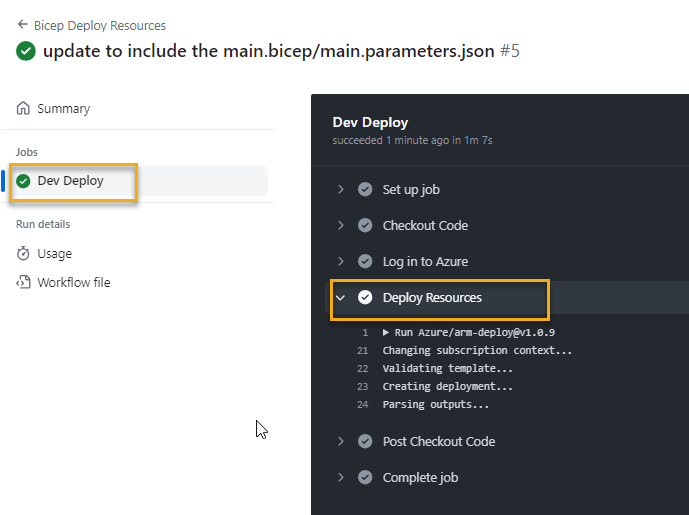 Bicep Deploy Resources
update to include the main.bicep/main.parameters.json #5
Summary
Jobs
Dev Deploy
Run details
Usage
Workflow file
Dev Deploy
succeeded 1 minute ago in 1m 7s
Set up job
Checkout Code
Log in to Azure
Deploy Resources
1 Run Azure/arm-deploy@v1.0.9
21 Changing subscription context...
22 Validating template...
23 Creating deployment...
24 Parsing outputs...
Post Checkout Code
Complete job